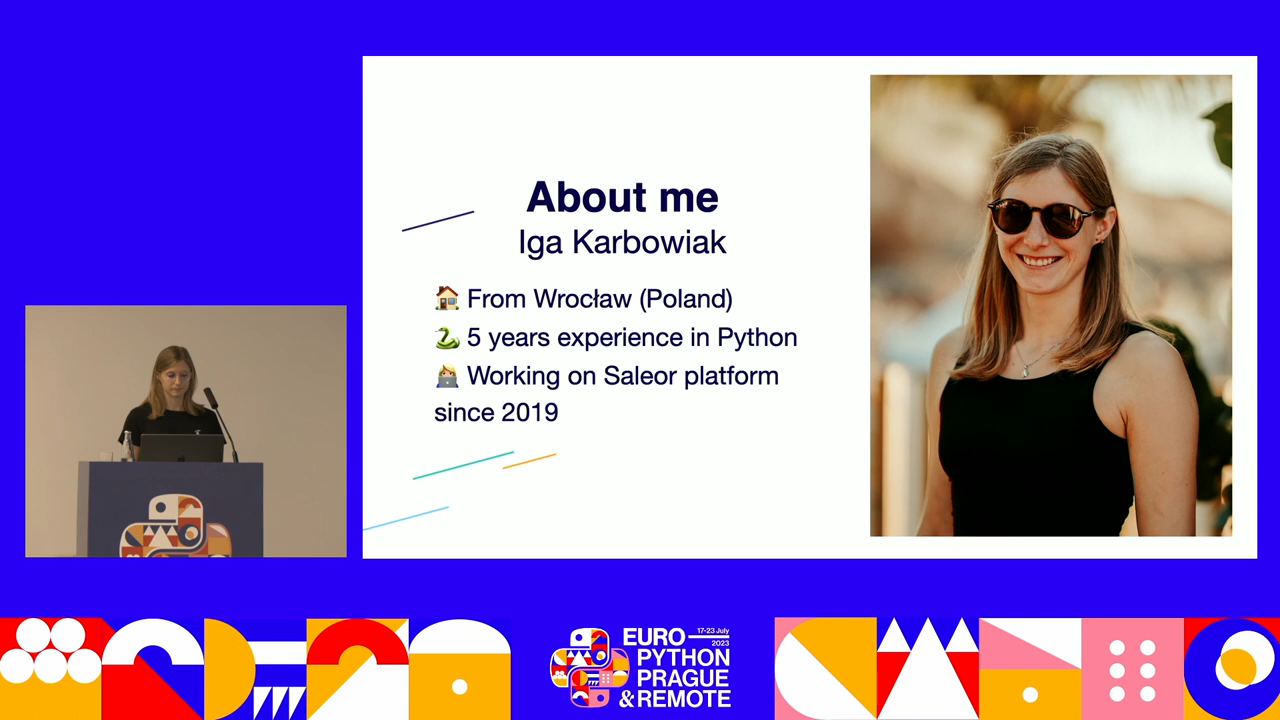 About me
Iga Karbowiak
🏠 From Wrocław (Poland)
🐍 5 years experience in Python
👩🏼‍💻 Working on Saleor platform
since 2019
EURO
17-23 July
2023
PYTHON
PRAGUE
& REMOTE